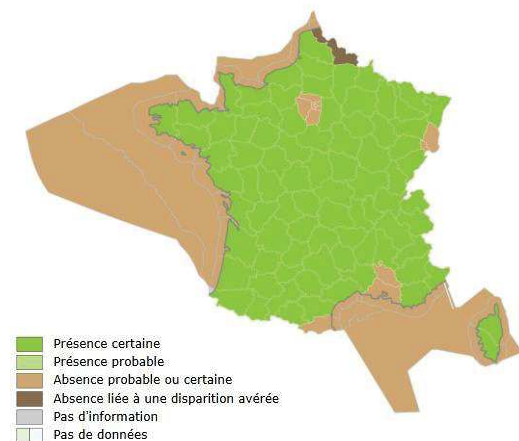 Présence certaine
Présence probable
Absence probable ou certaine
Absence liée à une disparition avérée
Pas d'information
Pas de données